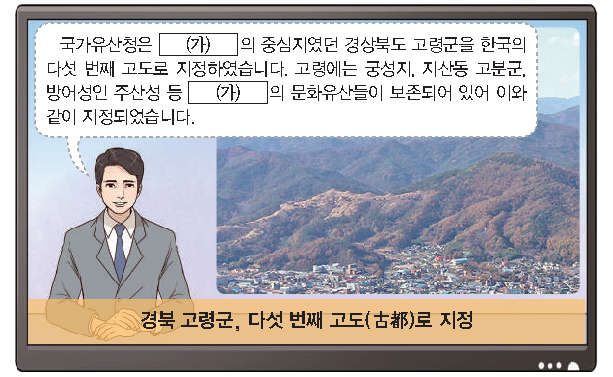 국가유산청은 (가) 의 중심지였던 경상북도 고령군을 한국의
다섯 번째 고도로 지정하였습니다. 고령에는 궁성지, 지산동 고분군,
방어성인 주산성 등 (가) 의 문화유산들이 보존되어 있어 이와
같이 지정되었습니다.
경북 고령군, 다섯 번째 고도(古都)로 지정